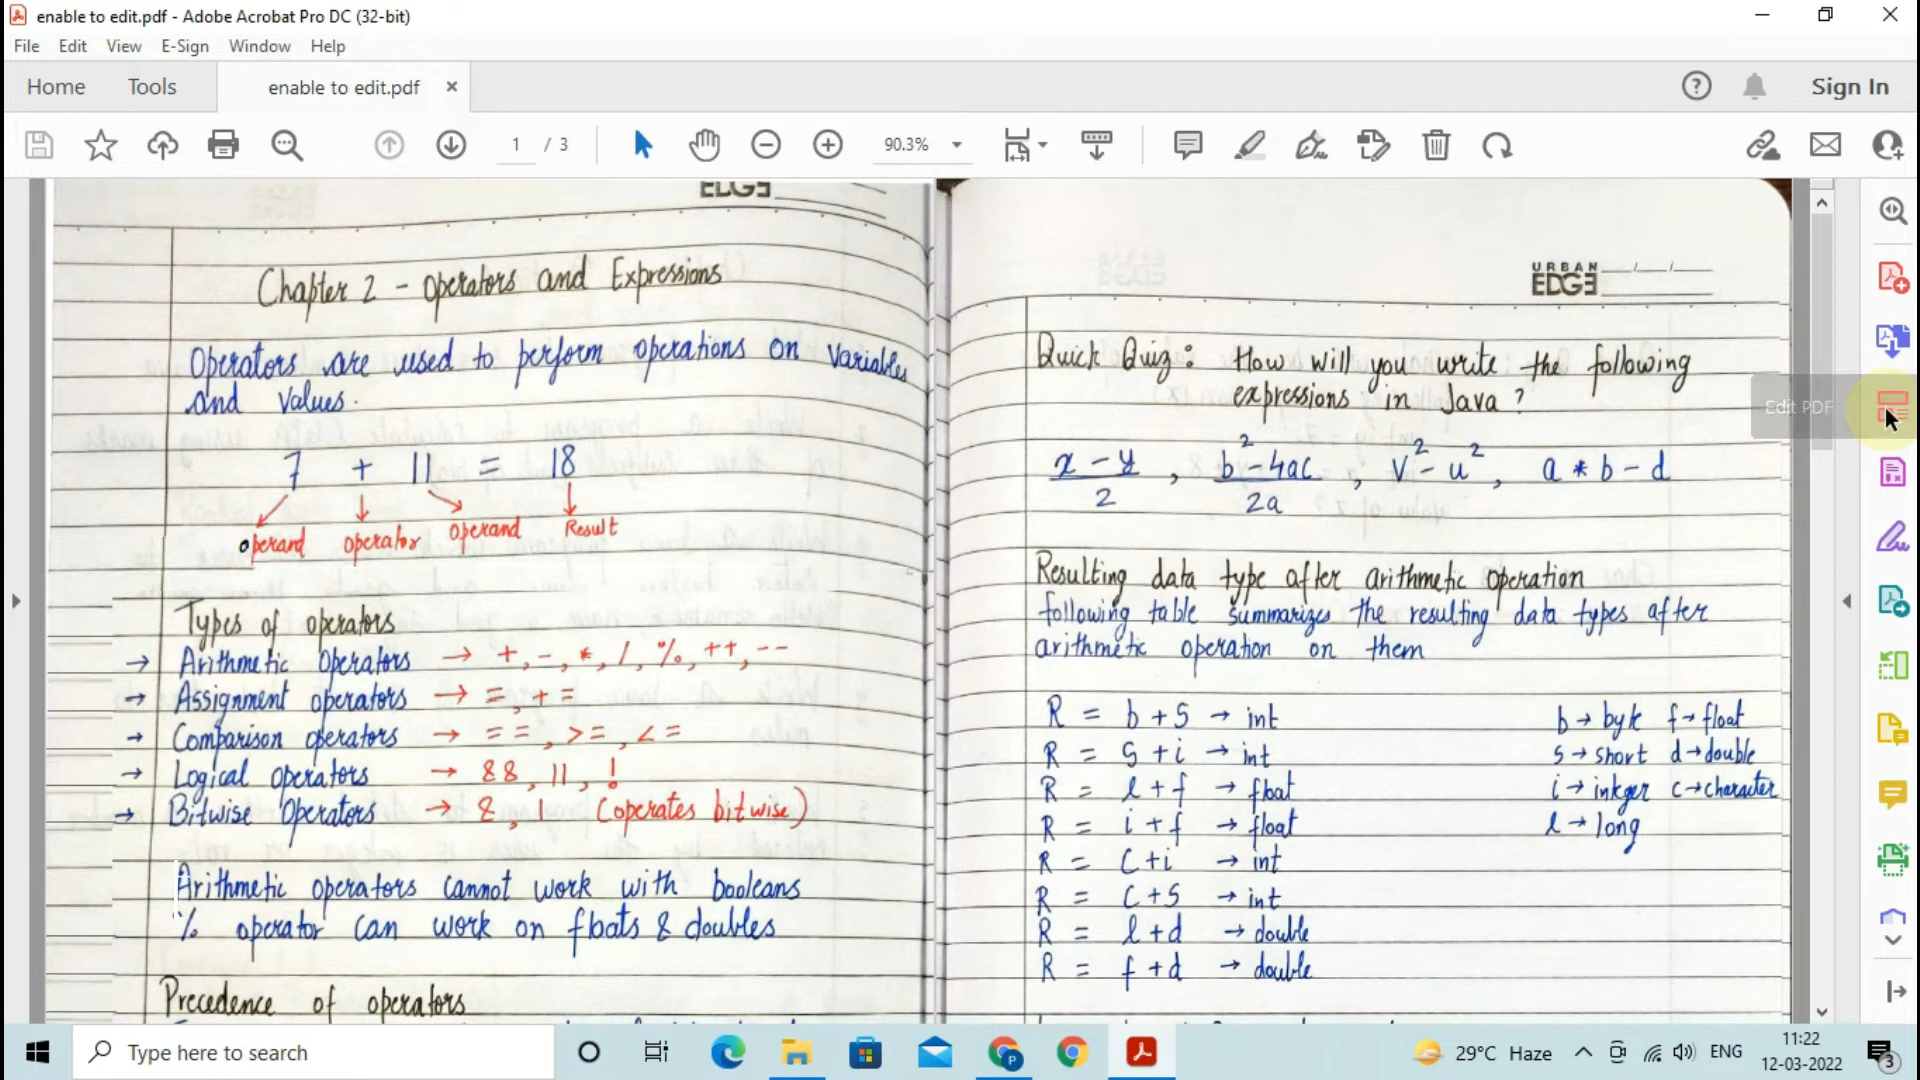 enable to edit.pdf - Adobe Acrobat Pro DC (32-bit)
File Edit View E-Sign Window Help
Home Tools enable to edit.pdf × Sign In
1 / 3 90.3%
EDGE
Chapter 2 - Operators and Expressions
Operators are used to perform operations on variables
and values.
7 + 11 = 18
operand operator operand Result
Types of operators
→ Arithmetic Operators → +, -, *, /, %, ++, --
→ Assignment operators → =, +=
→ Comparison operators → ==, >=, <=
→ Logical operators → &&, ||, !
→ Bitwise Operators → &, | (operates bitwise)
Arithmetic operators cannot work with booleans
% operator can work on floats & doubles
Precedence of operators
URBAN
EDGE
Quick Quiz: How will you write the following
expressions in Java?
x - y / 2 , b² - 4ac / 2a , v² - u² , a * b - d
Resulting data type after arithmetic operation
following table summarizes the resulting data types after
arithmetic operation on them
R = b + s → int b → byte f → float
R = s + i → int s → short d → double
R = l + f → float i → integer c → character
R = i + f → float l → long
R = c + i → int
R = c + s → int
R = l + d → double
R = f + d → double
Edit PDF
Type here to search
29°C Haze ENG 11:22
12-03-2022
3